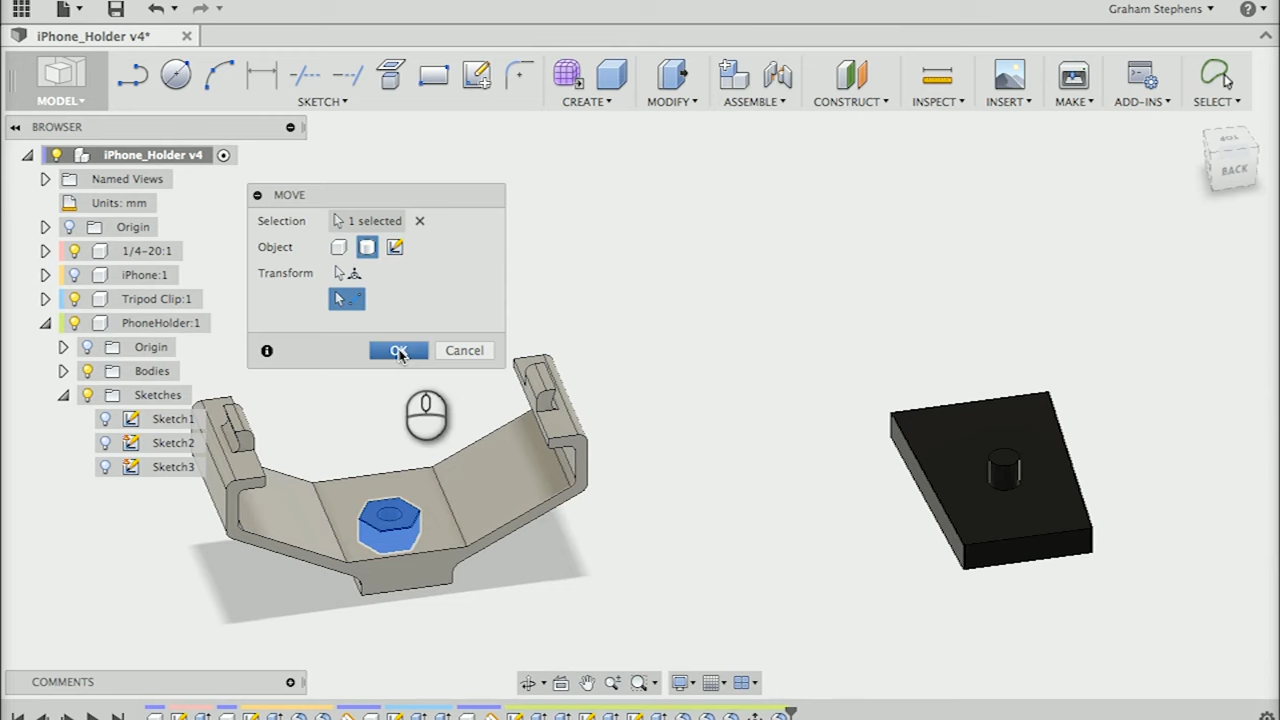 Graham Stephens
iPhone_Holder v4*
MODEL
SKETCH
CREATE
MODIFY
ASSEMBLE
CONSTRUCT
INSPECT
INSERT
MAKE
ADD-INS
SELECT
BROWSER
iPhone_Holder v4
Named Views
Units: mm
Origin
1/4-20:1
iPhone:1
Tripod Clip:1
PhoneHolder:1
Origin
Bodies
Sketches
Sketch1
Sketch2
Sketch3
MOVE
Selection
1 selected
Object
Transform
OK
Cancel
TOP
BACK
COMMENTS